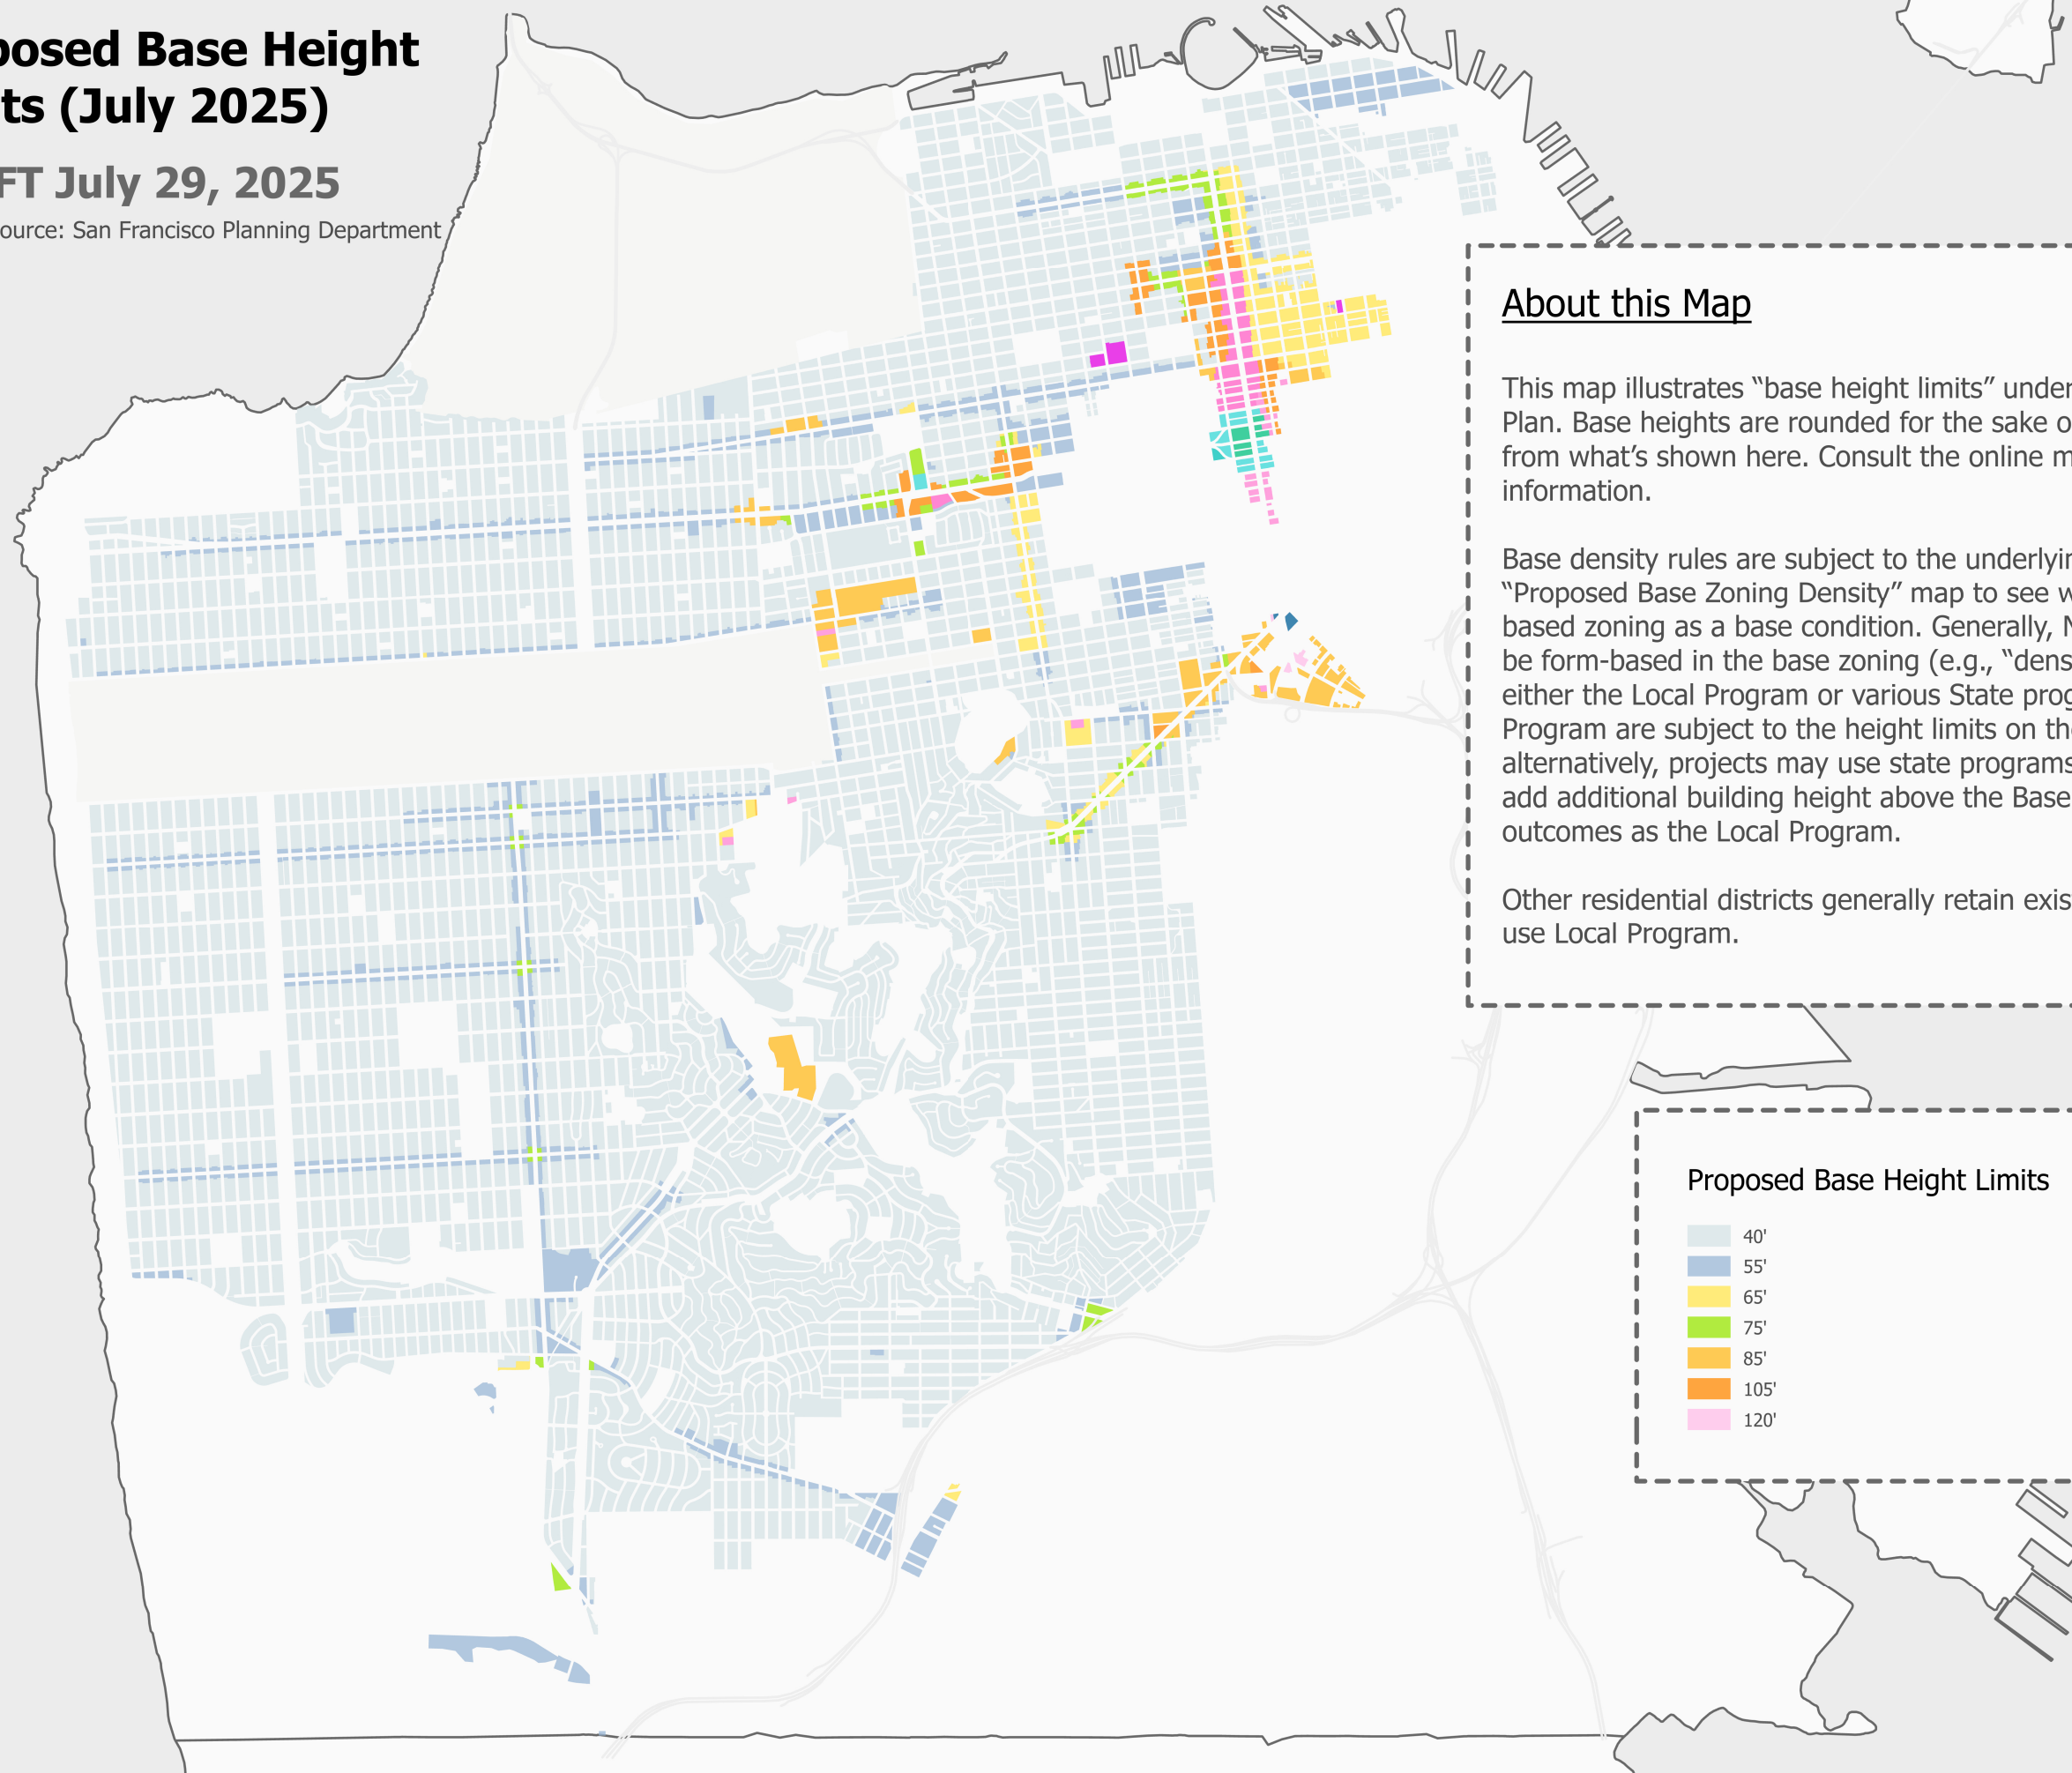 posed Base Height
ts (July 2025)
FT July 29, 2025
ource: San Francisco Planning Department
About this Map
This map illustrates “base height limits” under
Plan. Base heights are rounded for the sake o
from what’s shown here. Consult the online m
information.
Base density rules are subject to the underlyin
“Proposed Base Zoning Density” map to see w
based zoning as a base condition. Generally, N
be form-based in the base zoning (e.g., “dens
either the Local Program or various State prog
Program are subject to the height limits on the
alternatively, projects may use state programs
add additional building height above the Base
outcomes as the Local Program.
Other residential districts generally retain exis
use Local Program.
Proposed Base Height Limits
40'
55'
65'
75'
85'
105'
120'